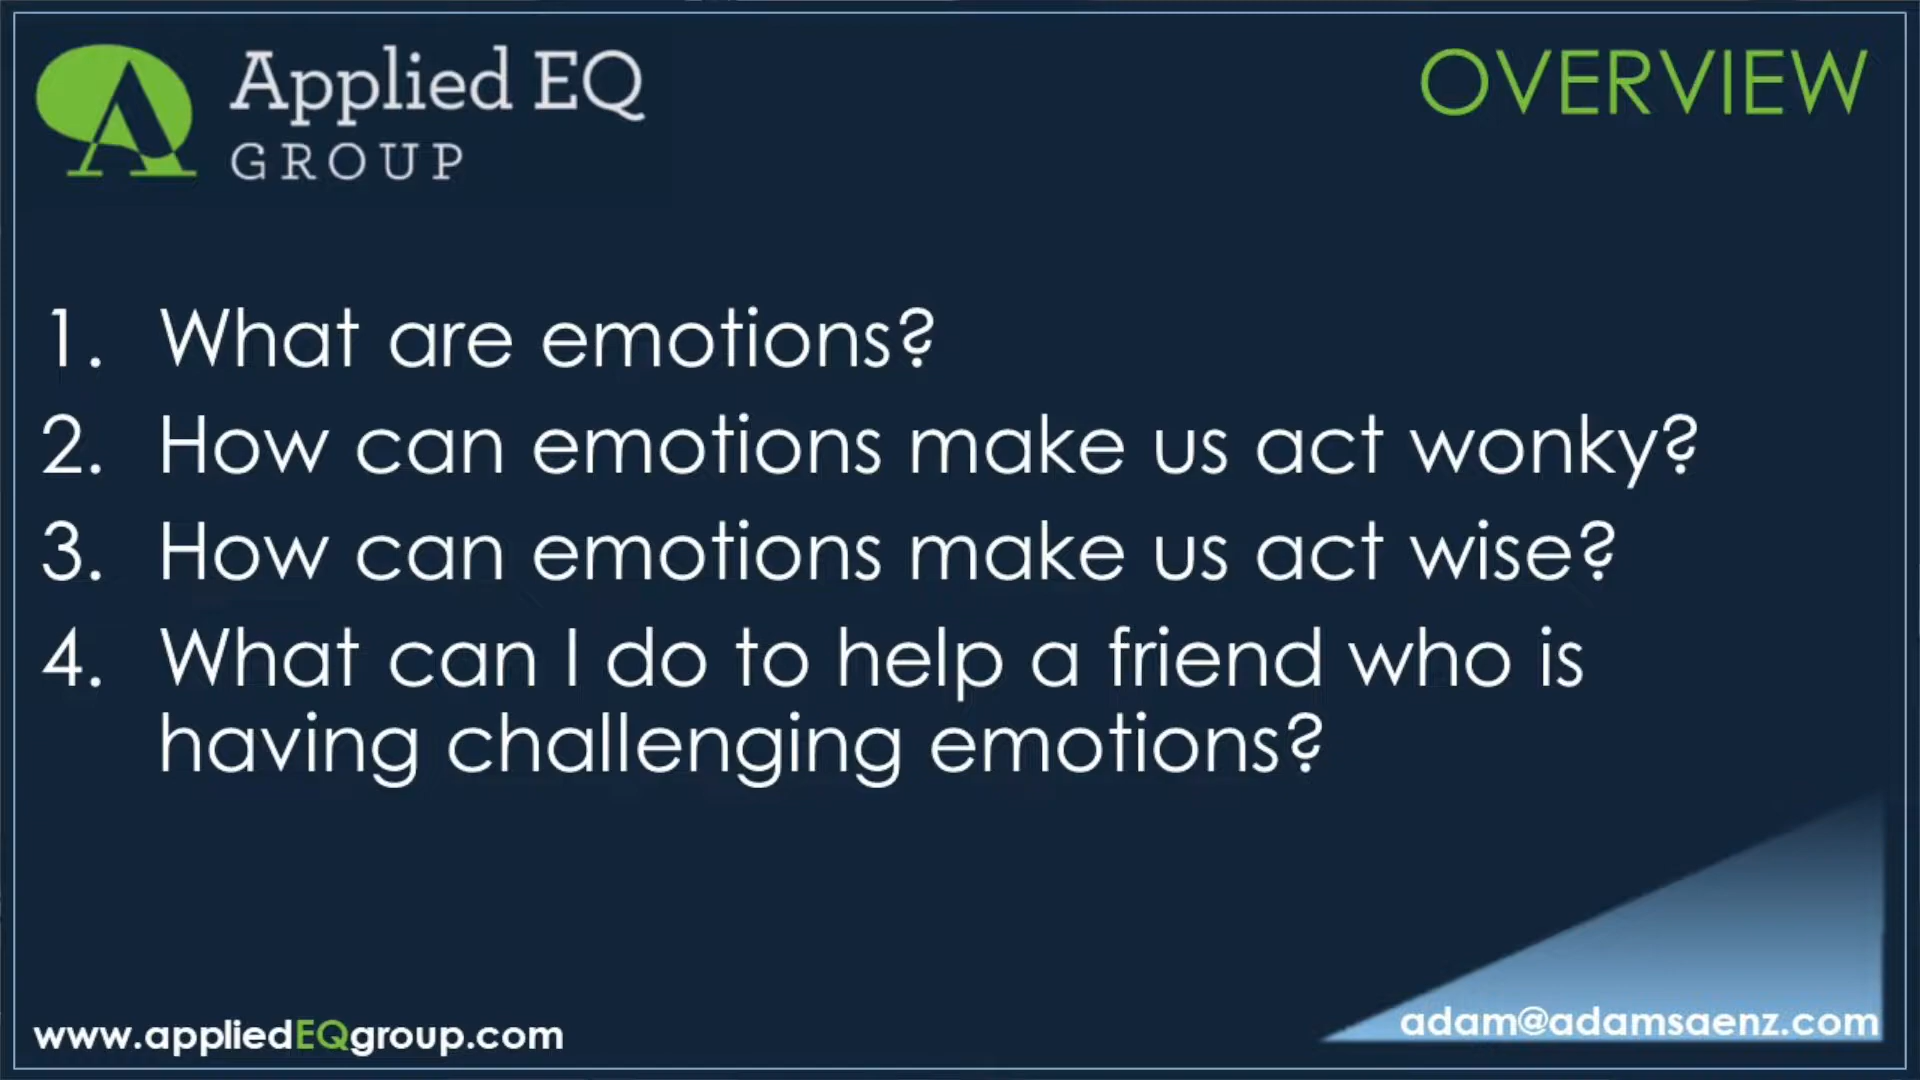 Applied EQ
GROUP
OVERVIEW
1. What are emotions?
2. How can emotions make us act wonky?
3. How can emotions make us act wise?
4. What can I do to help a friend who is
having challenging emotions?
www.appliedEQgroup.com
adam@adamsaenz.com